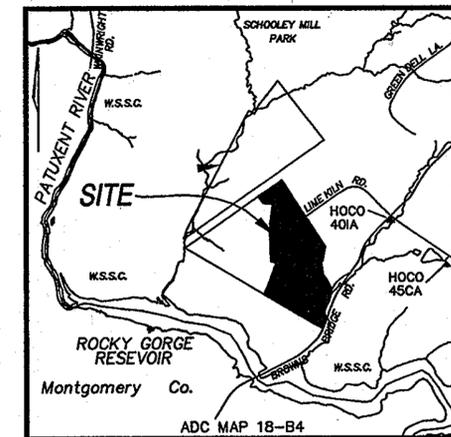 SCHOOLEY MILL
PARK
WAINWRIGHT
RD.
W.S.S.C.
GREEN DELL LA.
PATUXENT RIVER
SITE
LIME KILN RD.
HOCO
401A
HOCO
45CA
W.S.S.C.
BROWNS BRIDGE RD.
ROCKY GORGE
RESEVOIR
W.S.S.C.
Montgomery Co.
ADC MAP 18-B4